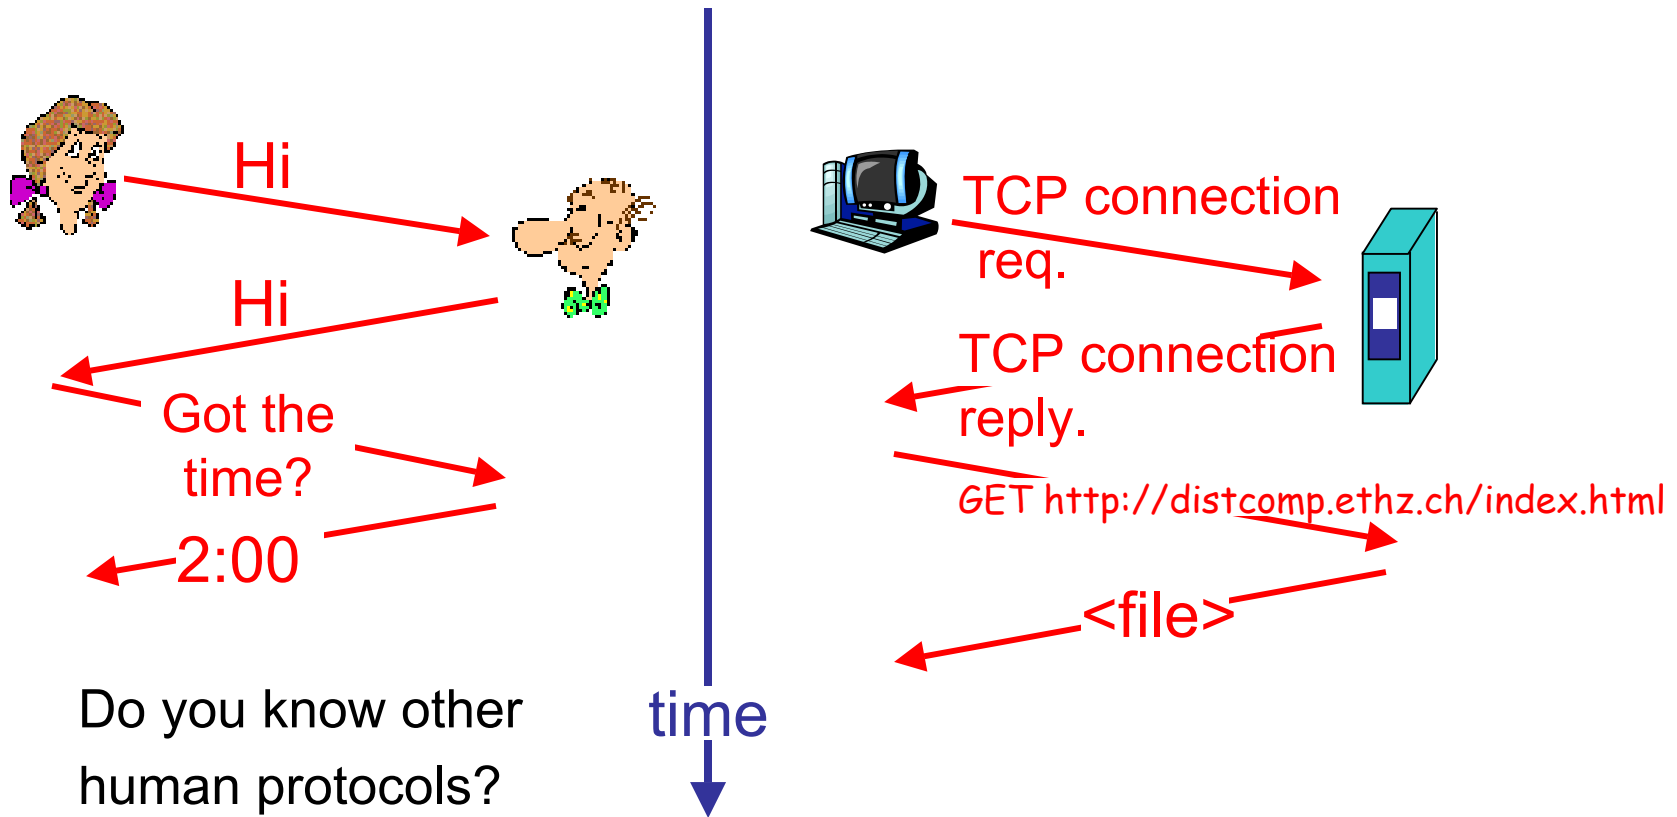 Hi
Hi
Got the
time?
2:00
Do you know other
human protocols?
time
TCP connection
req.
TCP connection
reply.
GET http://distcomp.ethz.ch/index.html
<file>